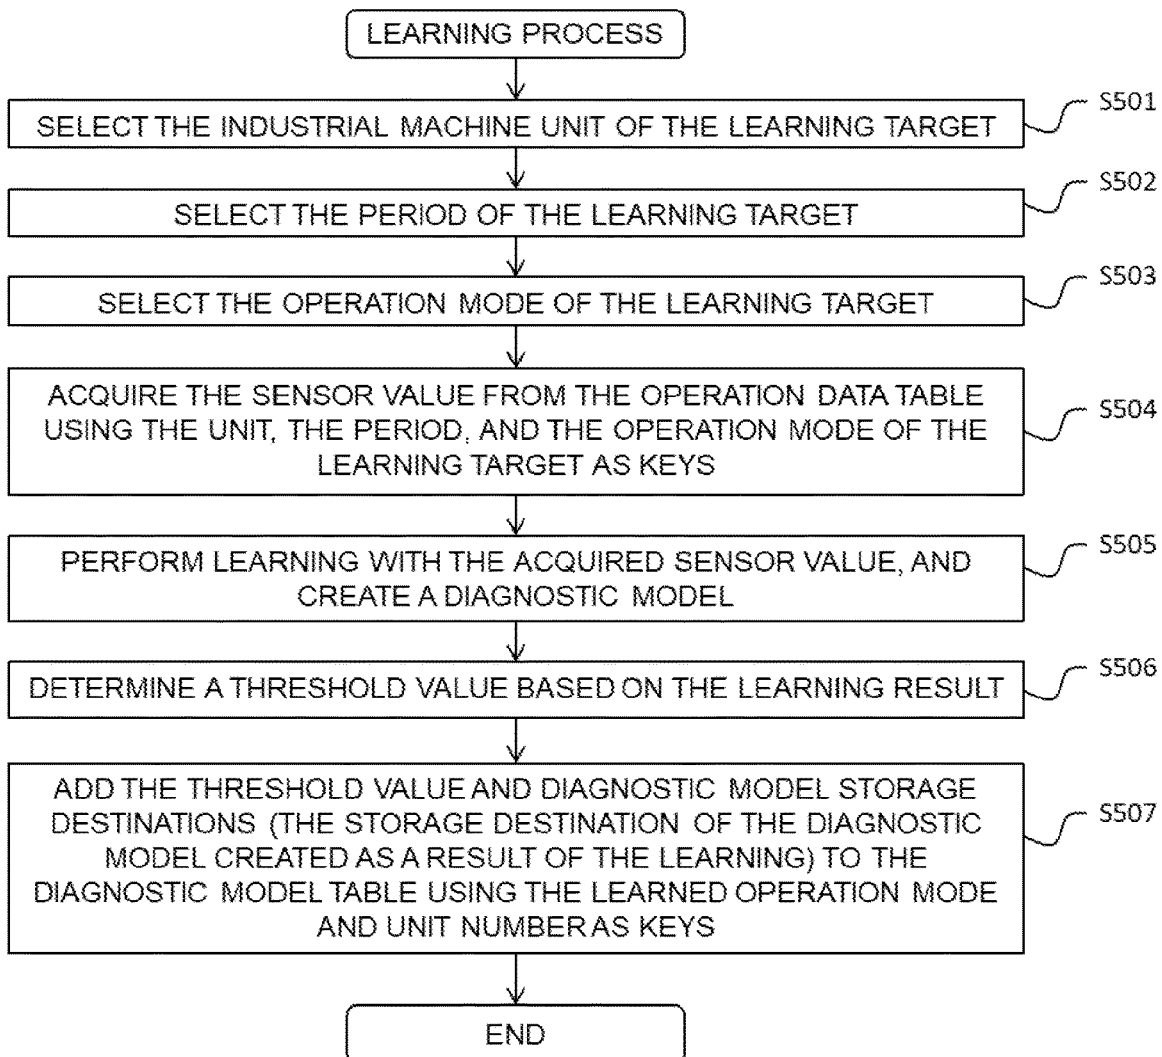 LEARNING PROCESS
SELECT THE INDUSTRIAL MACHINE UNIT OF THE LEARNING TARGET
S501
SELECT THE PERIOD OF THE LEARNING TARGET
S502
SELECT THE OPERATION MODE OF THE LEARNING TARGET
S503
ACQUIRE THE SENSOR VALUE FROM THE OPERATION DATA TABLE
USING THE UNIT, THE PERIOD, AND THE OPERATION MODE OF THE
LEARNING TARGET AS KEYS
S504
PERFORM LEARNING WITH THE ACQUIRED SENSOR VALUE, AND
CREATE A DIAGNOSTIC MODEL
S505
DETERMINE A THRESHOLD VALUE BASED ON THE LEARNING RESULT
S506
ADD THE THRESHOLD VALUE AND DIAGNOSTIC MODEL STORAGE
DESTINATIONS (THE STORAGE DESTINATION OF THE DIAGNOSTIC
MODEL CREATED AS A RESULT OF THE LEARNING) TO THE
DIAGNOSTIC MODEL TABLE USING THE LEARNED OPERATION MODE
AND UNIT NUMBER AS KEYS
S507
END